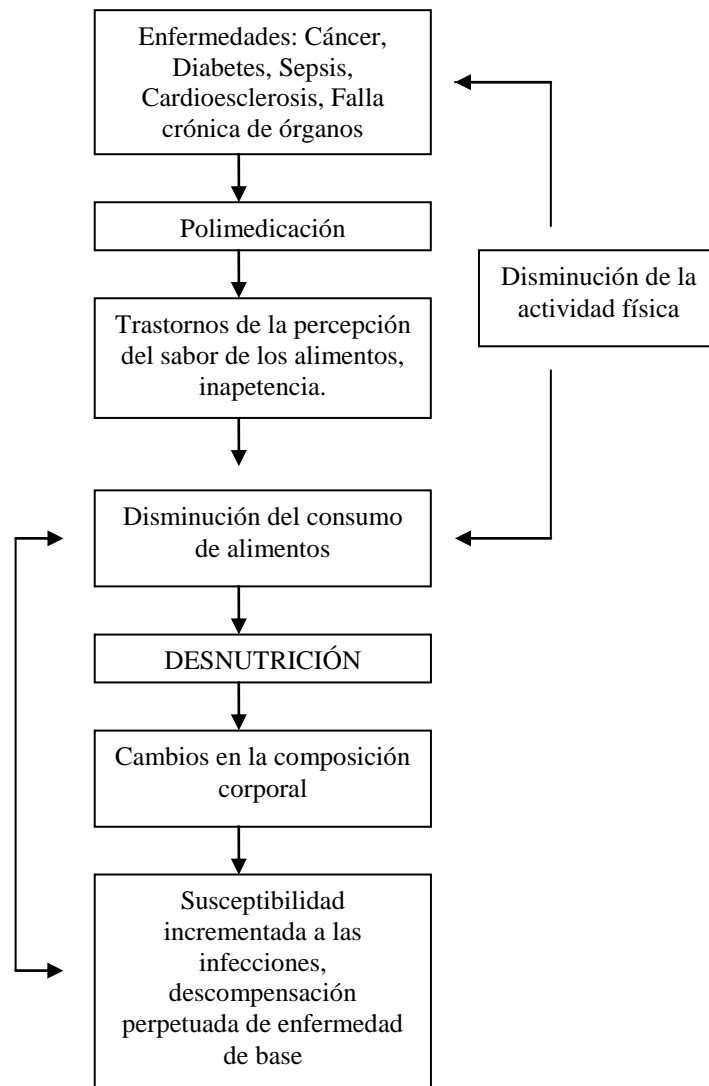 Enfermedades: Cáncer,
Diabetes, Sepsis,
Cardioesclerosis, Falla
crónica de órganos
Polimedicación
Disminución de la
actividad física
Trastornos de la percepción
del sabor de los alimentos,
inapetencia.
Disminución del consumo
de alimentos
DESNUTRICIÓN
Cambios en la composición
corporal
Susceptibilidad
incrementada a las
infecciones,
descompensación
perpetuada de enfermedad
de base